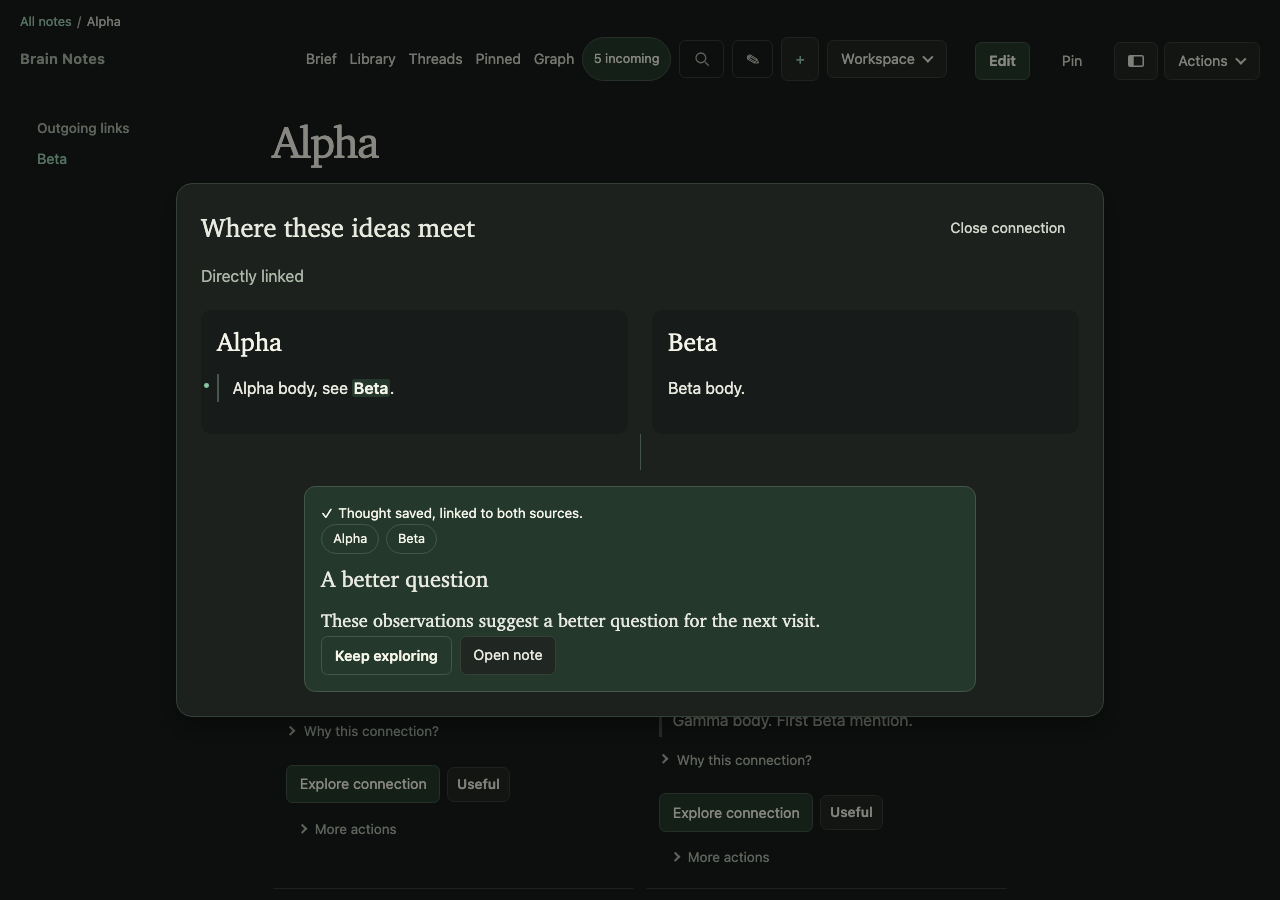 All notes / Alpha
Brain Notes
Brief Library Threads Pinned Graph 5 incoming + Workspace Edit Pin Actions
Outgoing links
Beta
Alpha
Where these ideas meet
Close connection
Directly linked
Alpha
Alpha body, see Beta.
Beta
Beta body.
✓ Thought saved, linked to both sources.
Alpha Beta
A better question
These observations suggest a better question for the next visit.
Keep exploring Open note
Why this connection?
Explore connection Useful
More actions
Gamma body. First Beta mention.
Why this connection?
Explore connection Useful
More actions